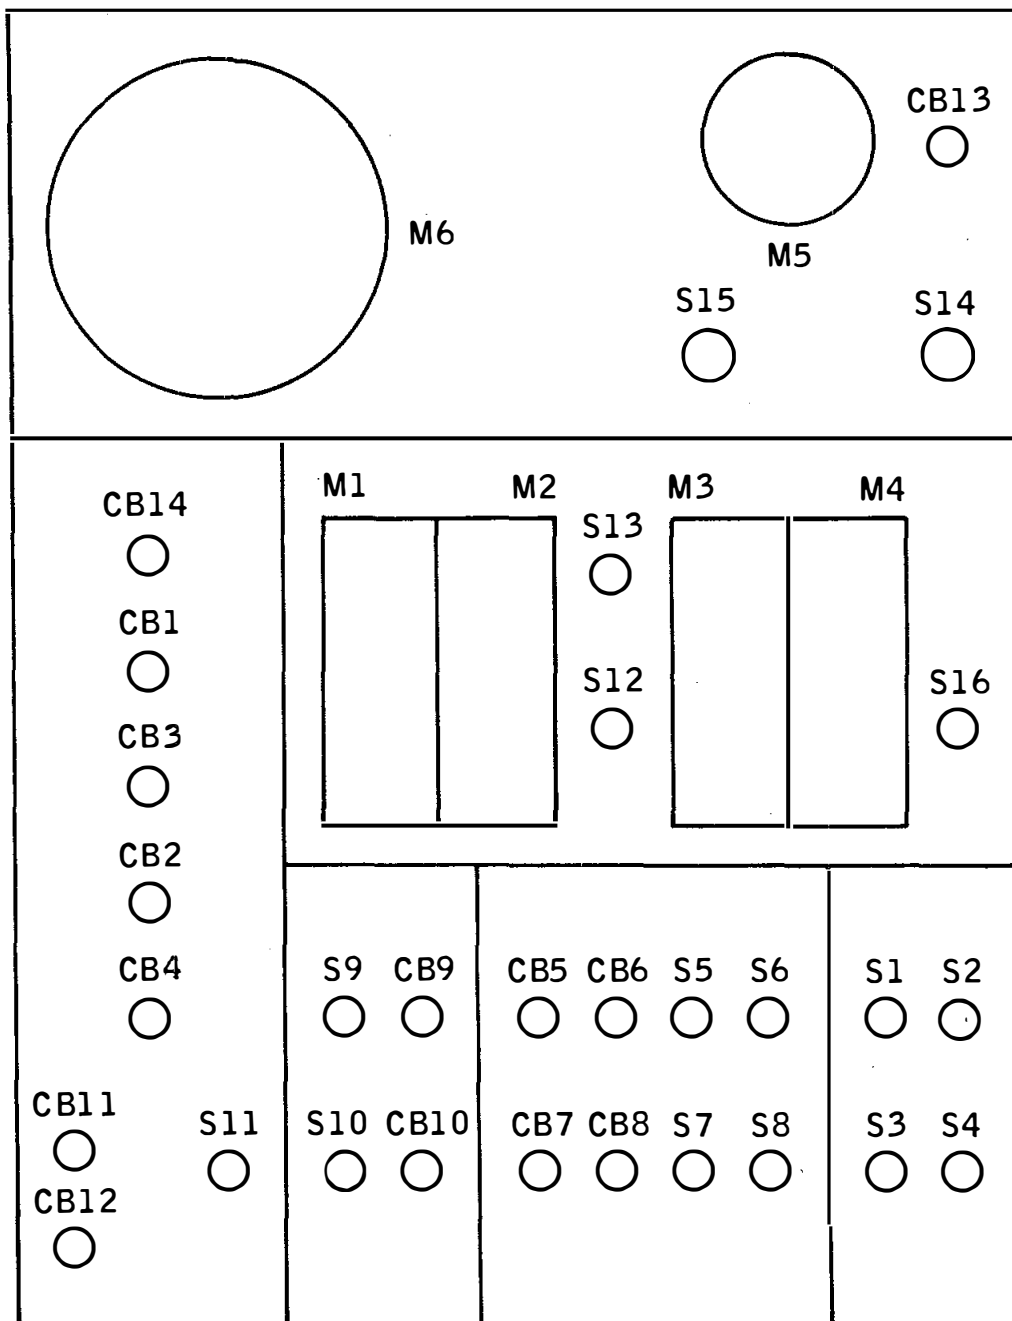 CB13
M6
M5
S15 S14
M1 M2 M3 M4
CB14
S13
CB1
S12 S16
CB3
CB2
CB4 S9 CB9 CB5 CB6 S5 S6 S1 S2
CB11
S11 S10 CB10 CB7 CB8 S7 S8 S3 S4
CB12